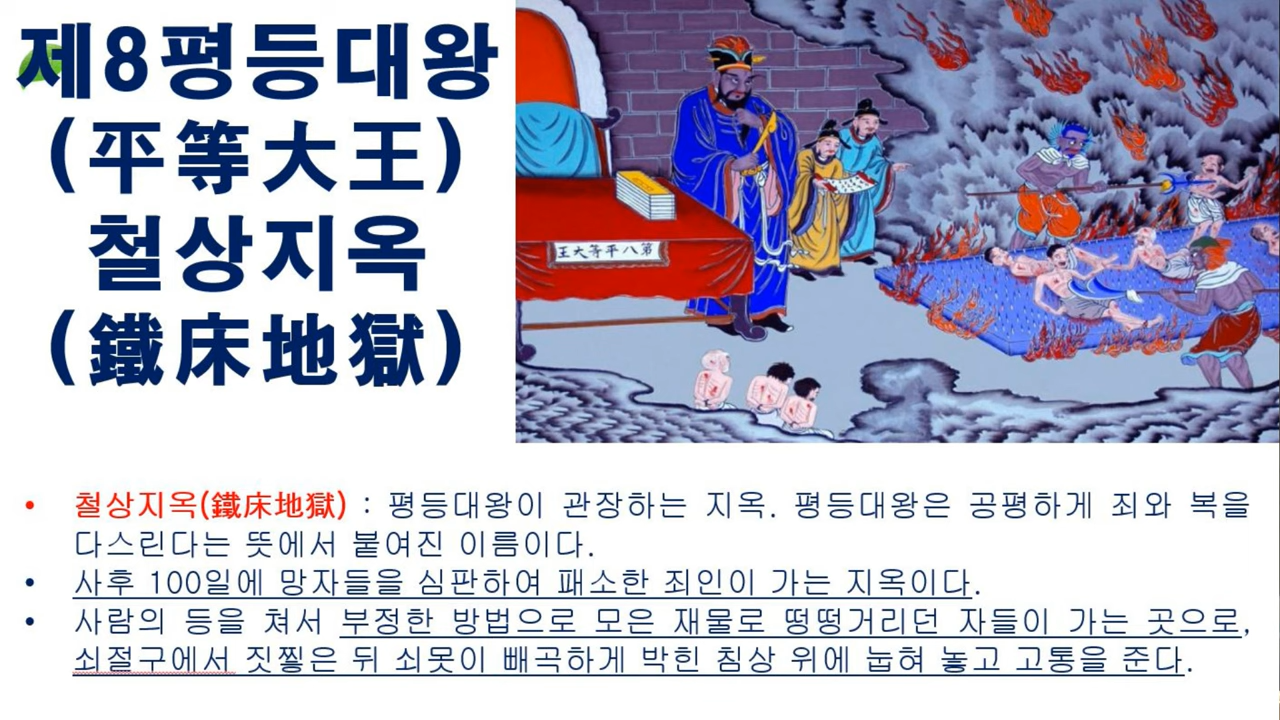 제8평등대왕
(平等大王)
철상지옥
(鐵床地獄)
王大等平八第
• 철상지옥(鐵床地獄) : 평등대왕이 관장하는 지옥. 평등대왕은 공평하게 죄와 복을
다스린다는 뜻에서 붙여진 이름이다.
• 사후 100일에 망자들을 심판하여 패소한 죄인이 가는 지옥이다.
• 사람의 등을 쳐서 부정한 방법으로 모은 재물로 떵떵거리던 자들이 가는 곳으로,
쇠절구에서 짓찧은 뒤 쇠못이 빼곡하게 박힌 침상 위에 눕혀 놓고 고통을 준다.